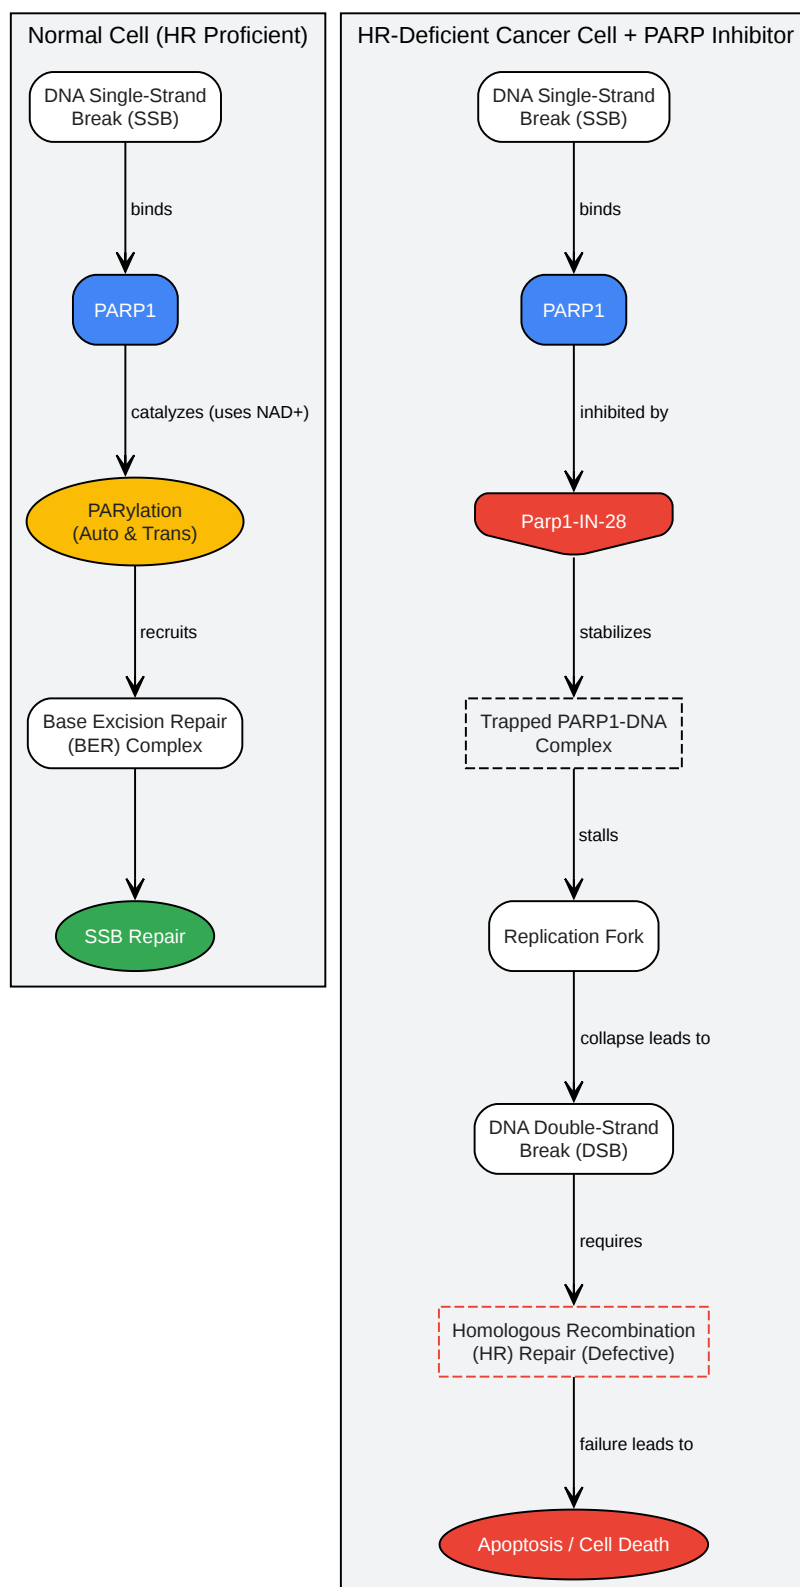 Normal Cell (HR Proficient)
DNA Single-Strand
Break (SSB)
binds
PARP1
catalyzes (uses NAD+)
PARylation
(Auto & Trans)
recruits
Base Excision Repair
(BER) Complex
SSB Repair
HR-Deficient Cancer Cell + PARP Inhibitor
DNA Single-Strand
Break (SSB)
binds
PARP1
inhibited by
Parp1-IN-28
stabilizes
Trapped PARP1-DNA
Complex
stalls
Replication Fork
collapse leads to
DNA Double-Strand
Break (DSB)
requires
Homologous Recombination
(HR) Repair (Defective)
failure leads to
Apoptosis / Cell Death